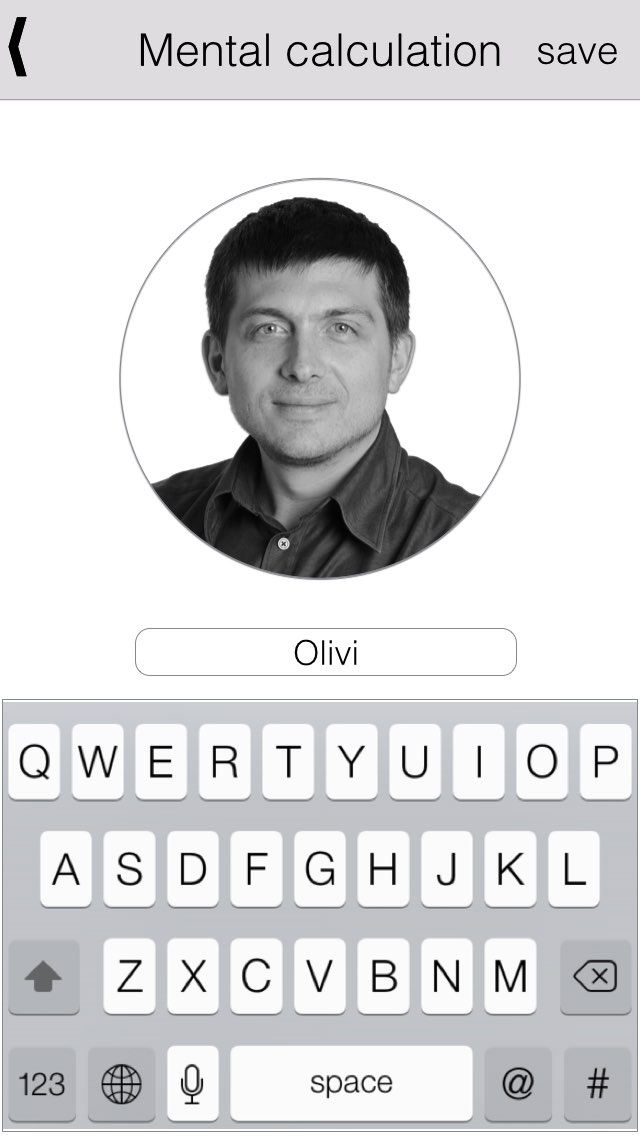 Mental calculation save
Olivi
Q W E R T Y U I O P
A S D F G H J K L
Z X C V B N M
123 space @ #